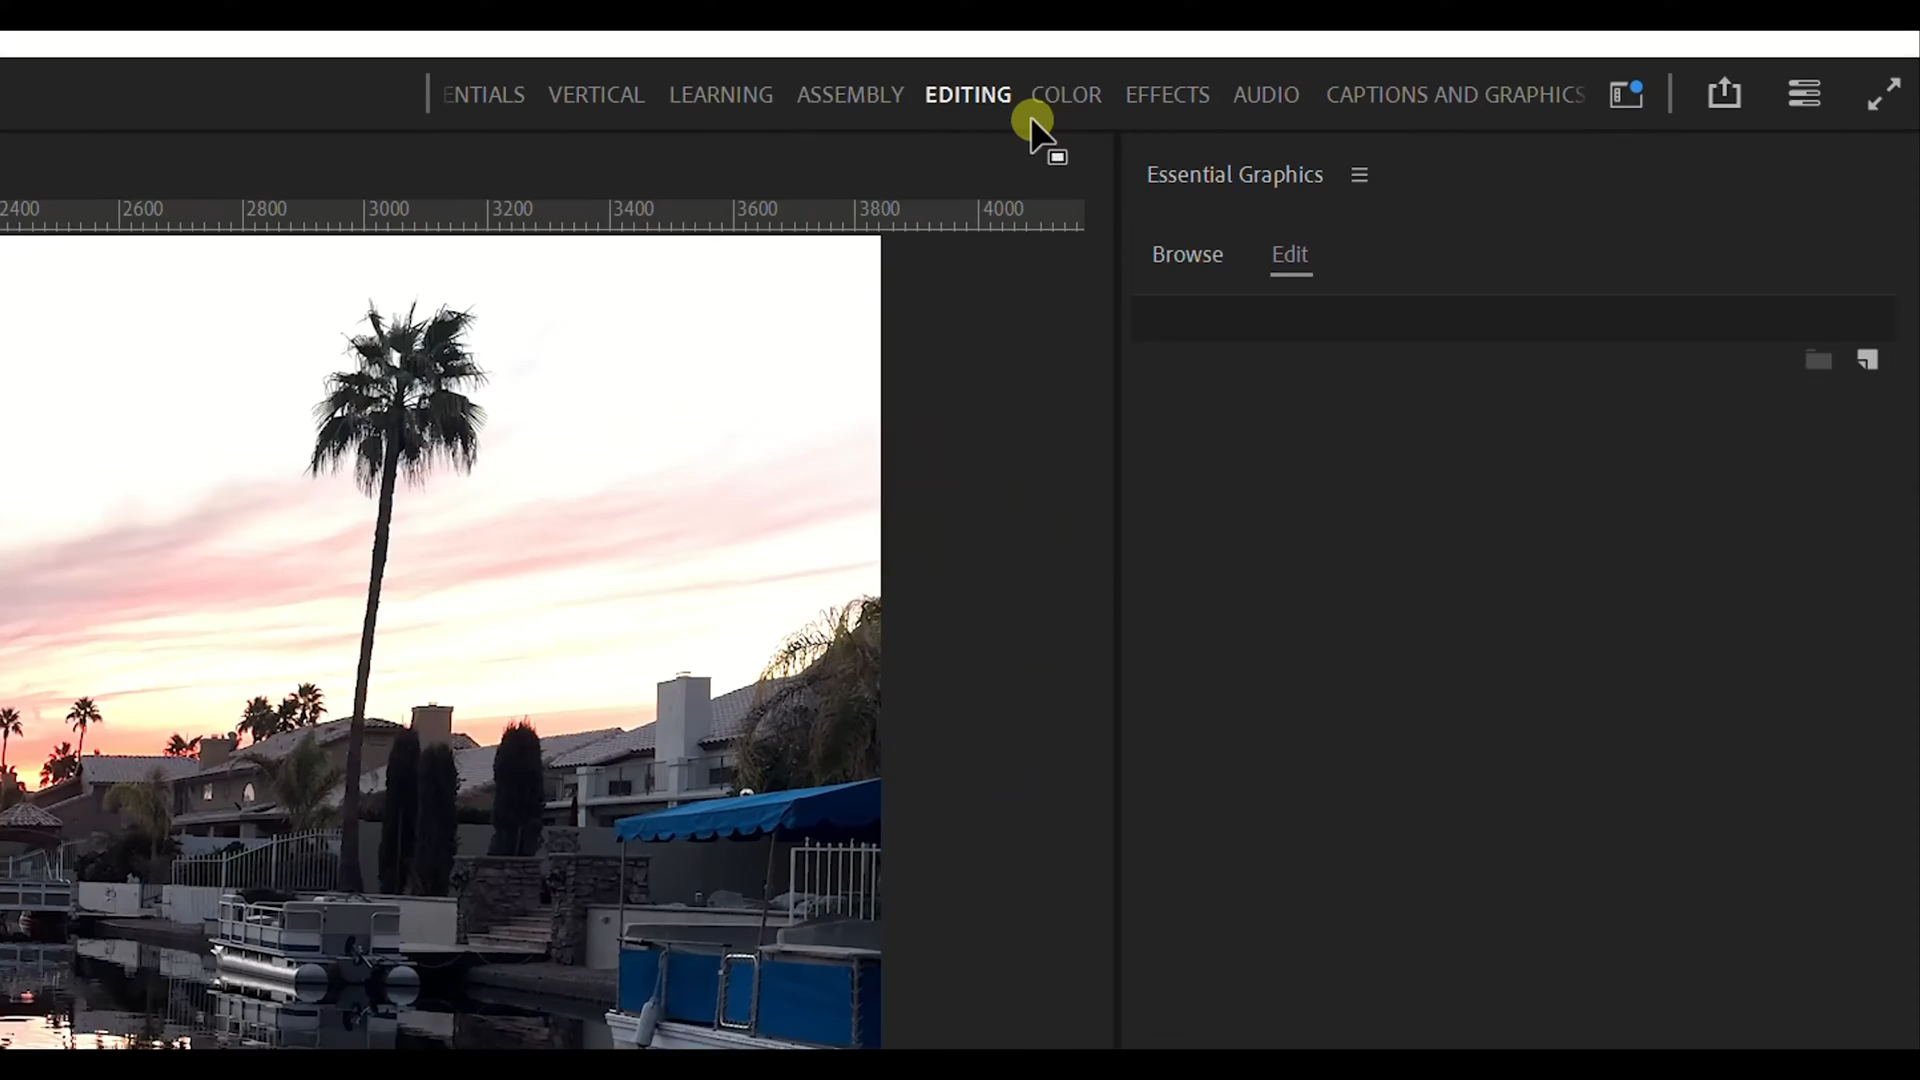 ENTIALS VERTICAL LEARNING ASSEMBLY EDITING COLOR EFFECTS AUDIO CAPTIONS AND GRAPHICS
Essential Graphics
2400 2600 2800 3000 3200 3400 3600 3800 4000
Browse Edit